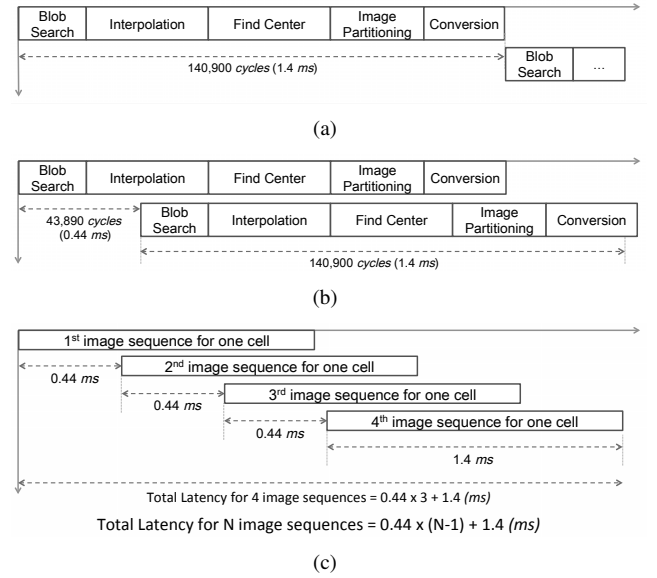 Blob Search
Interpolation
Find Center
Image Partitioning
Conversion
140,900 cycles (1.4 ms)
Blob Search
...
(a)
Blob Search
Interpolation
Find Center
Image Partitioning
Conversion
43,890 cycles
(0.44 ms)
Blob Search
Interpolation
Find Center
Image Partitioning
Conversion
140,900 cycles (1.4 ms)
(b)
1st image sequence for one cell
0.44 ms
2nd image sequence for one cell
0.44 ms
3rd image sequence for one cell
0.44 ms
4th image sequence for one cell
1.4 ms
Total Latency for 4 image sequences = 0.44 x 3 + 1.4 (ms)
Total Latency for N image sequences = 0.44 x (N-1) + 1.4 (ms)
(c)